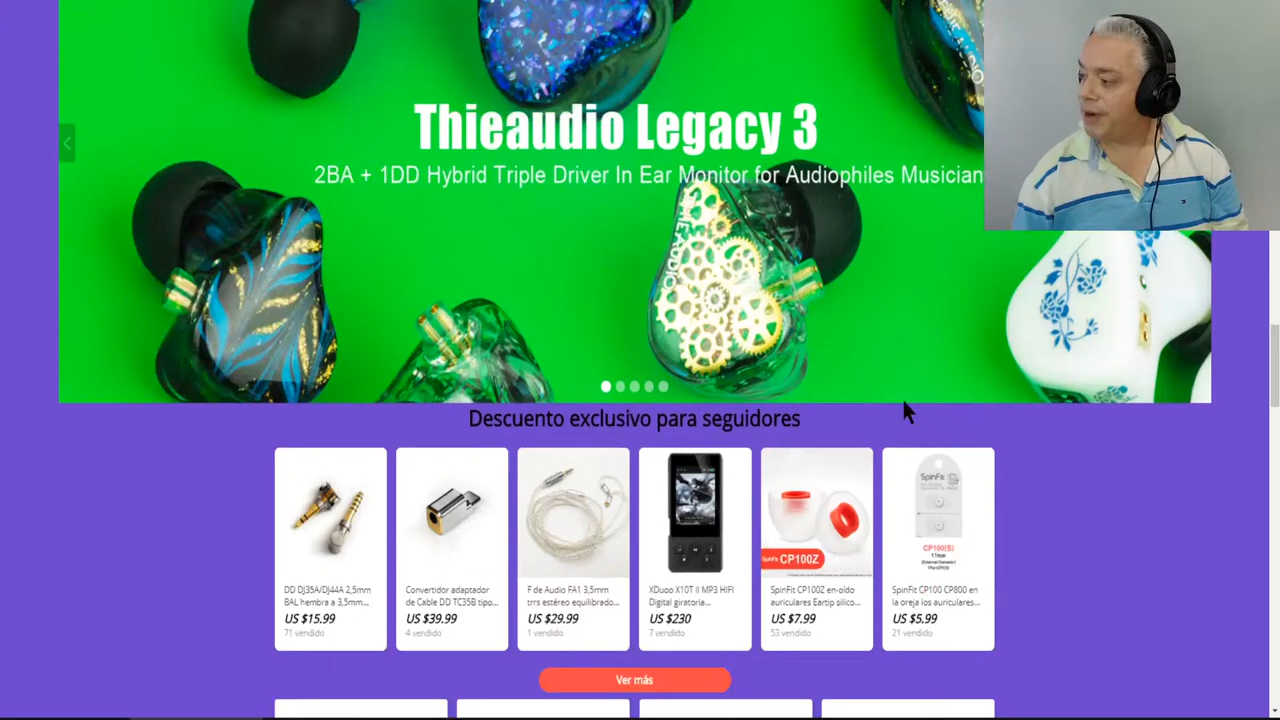 Thieaudio Legacy 3
2BA + 1DD Hybrid Triple Driver In Ear Monitor for Audiophiles Musician
Descuento exclusivo para seguidores
DD DJ35A/DJ44A 2,5mm
BAL hembra a 3,5mm...
US $15.99
71 vendido
Convertidor adaptador
de Cable DD TC35B tipo...
US $39.99
4 vendido
F de Audio FA1 3,5mm
trrs estéreo equilibrado...
US $29.99
1 vendido
XDuoo X10T II MP3 HIFI
Digital giratoria...
US $230
7 vendido
SpinFit CP100Z
SpinFit CP100Z en-oído
auriculares Eartip silico...
US $7.99
53 vendido
SpinFit
CP100(S)
11mm
SpinFit CP100 CP800 en
la oreja ios auriculares...
US $5.99
21 vendido
Ver más